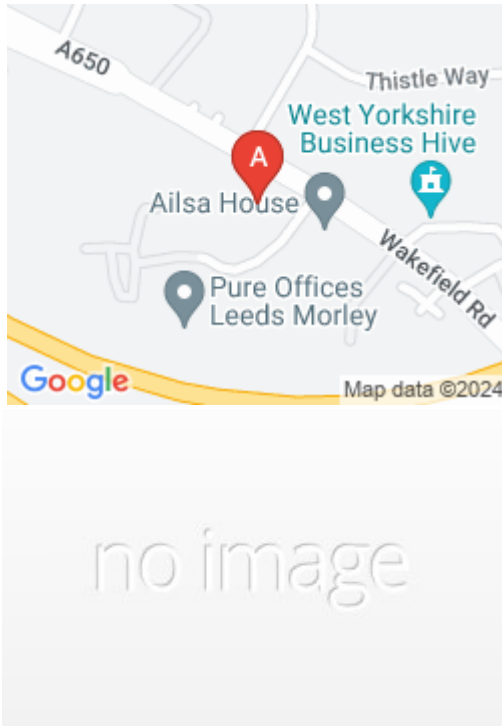 A650
Thistle Way
West Yorkshire
Business Hive
A
Ailsa House
Wakefield Rd
Pure Offices
Leeds Morley
Google
Map data ©2024
no image